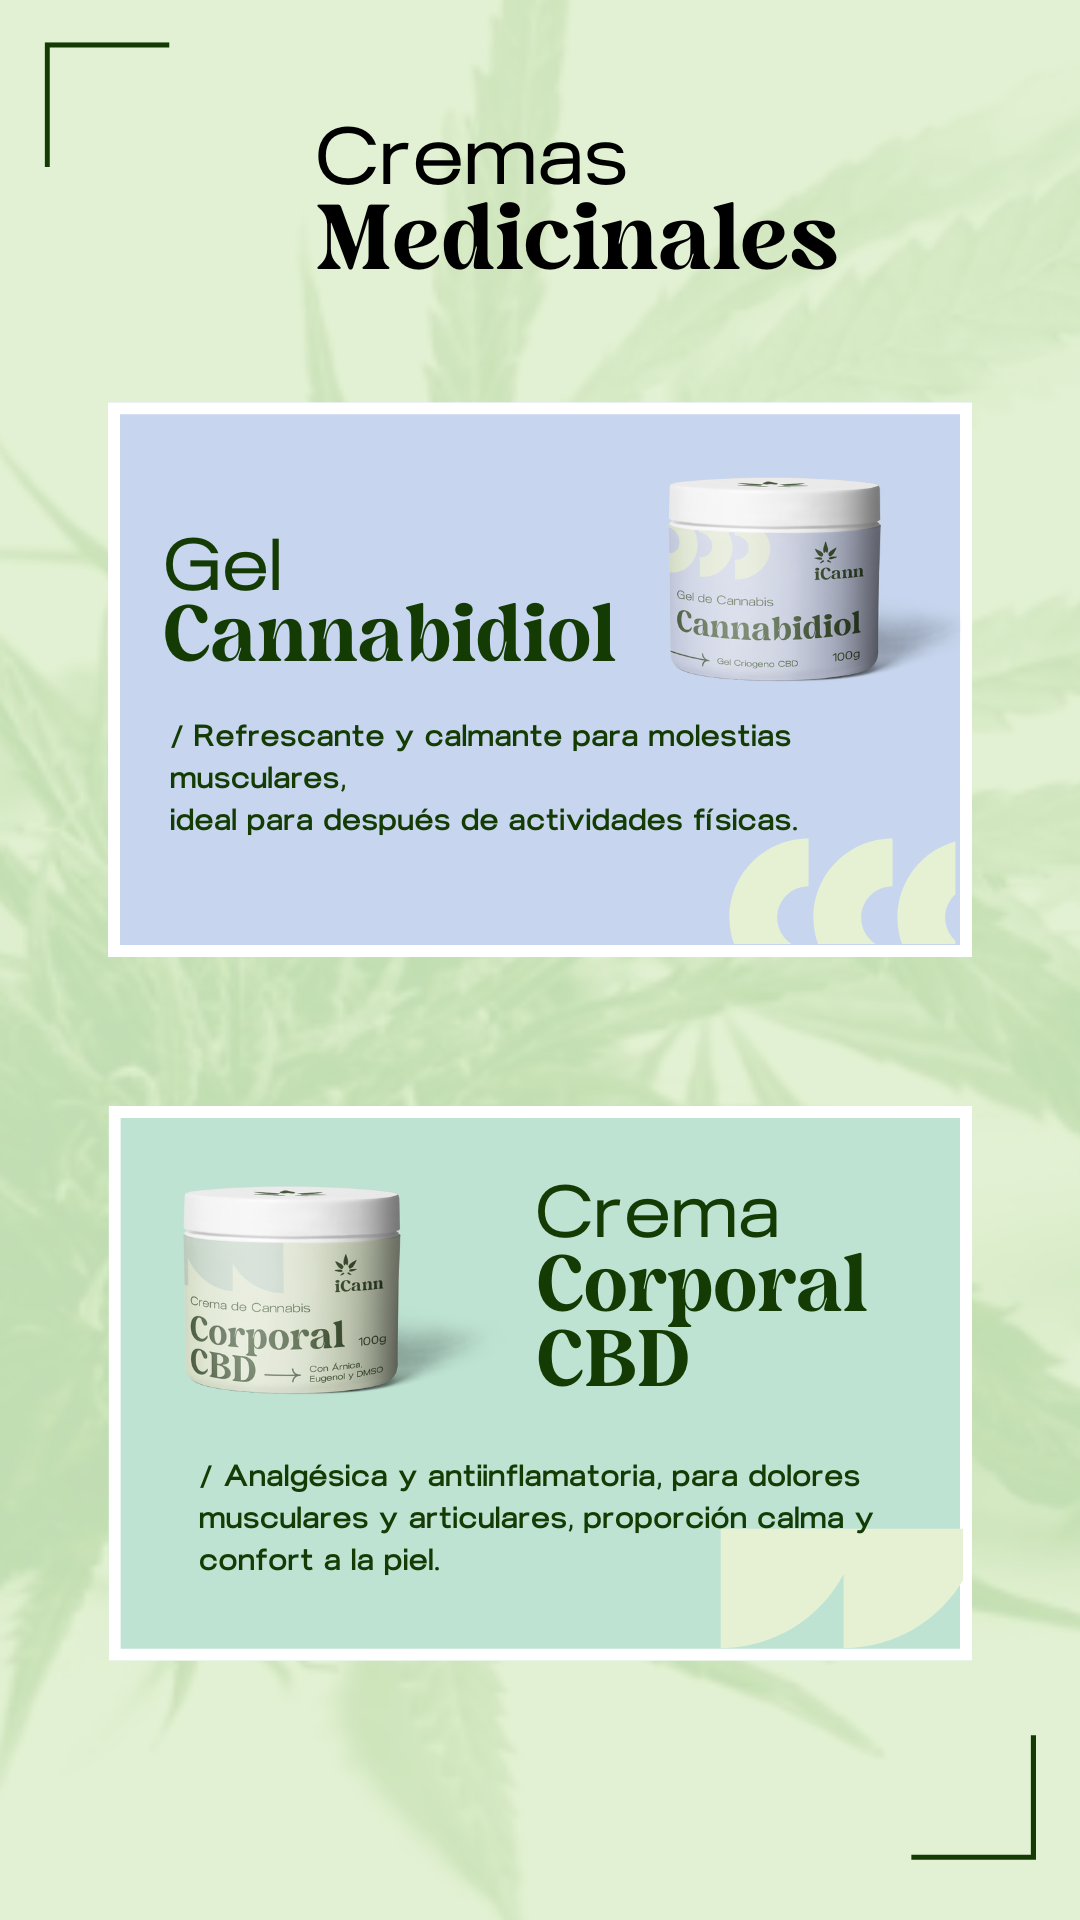 Cremas
Medicinales
Gel
Cannabidiol
iCann
Gel de Cannabis
Cannabidiol
Gel Criogeno CBD
100g
/ Refrescante y calmante para molestias
musculares,
ideal para después de actividades físicas.
Crema
Corporal
CBD
iCann
Crema de Cannabis
Corporal 100g
CBD
Con Árnica,
Eugenol y DMSO
/ Analgésica y antiinflamatoria, para dolores
musculares y articulares, proporción calma y
confort a la piel.